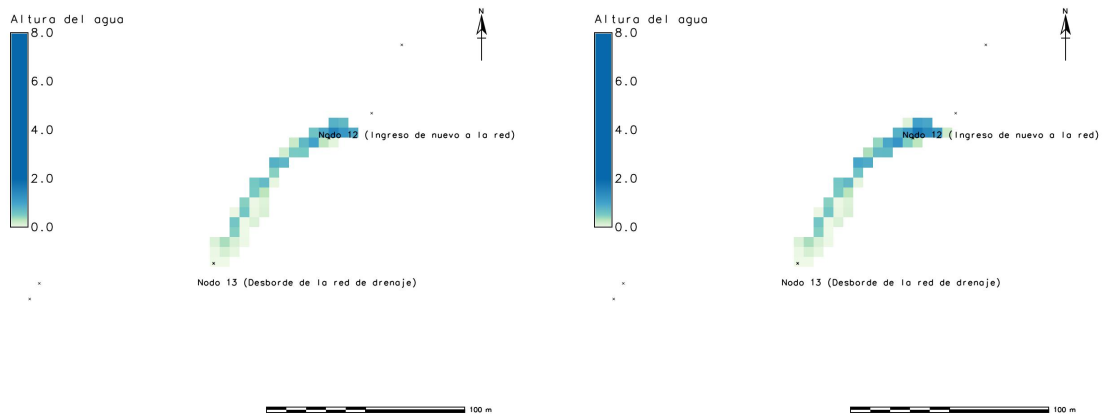 Altura del agua
N
8.0
6.0
4.0
2.0
0.0
Nodo 12 (Ingreso de nuevo a la red)
Nodo 13 (Desborde de la red de drenaje)
100 m
Altura del agua
N
8.0
6.0
4.0
2.0
0.0
Nodo 12 (Ingreso de nuevo a la red)
Nodo 13 (Desborde de la red de drenaje)
100 m